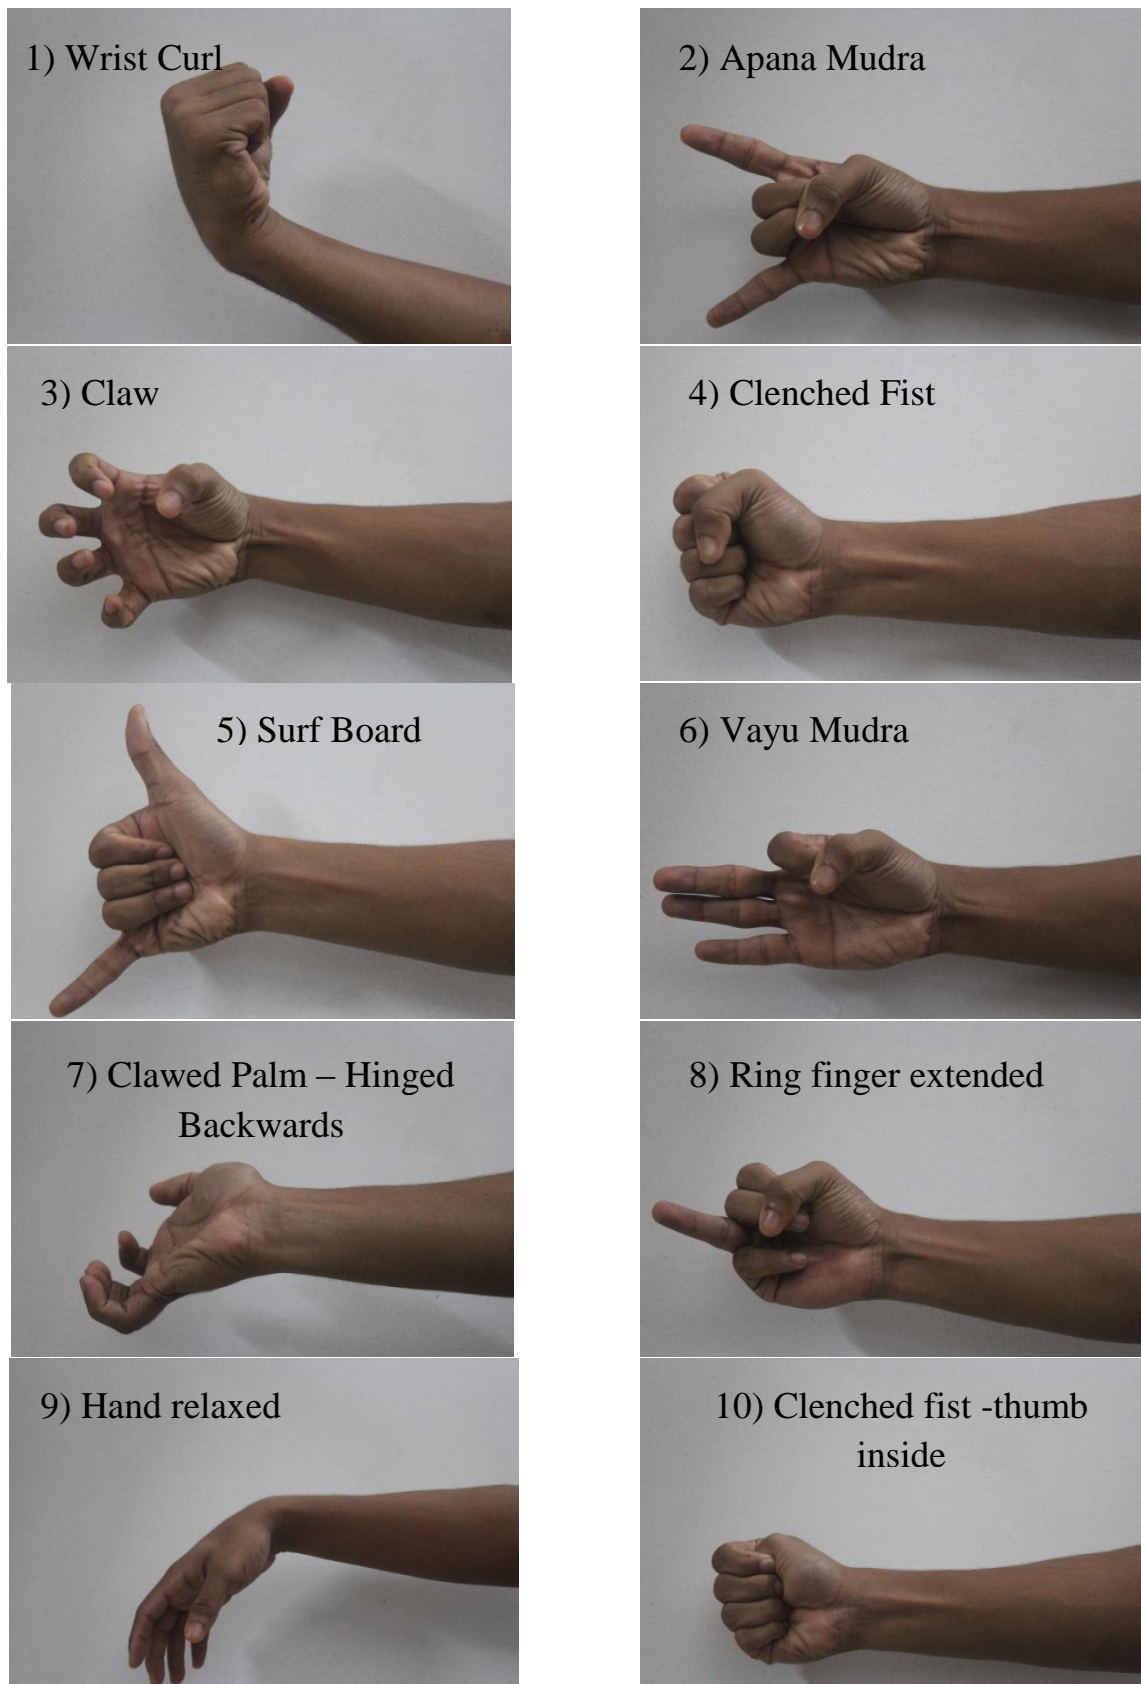 1) Wrist Curl
2) Apana Mudra
3) Claw
4) Clenched Fist
5) Surf Board
6) Vayu Mudra
7) Clawed Palm – Hinged
Backwards
8) Ring finger extended
9) Hand relaxed
10) Clenched fist -thumb
inside